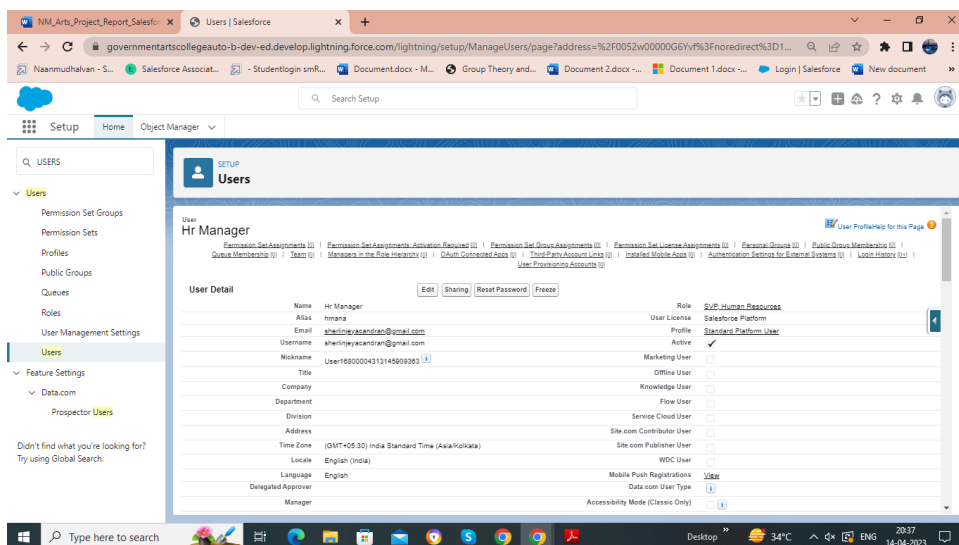 NM_Arts_Project_Report_Salesfo
Users | Salesforce
governmentartscollegeauto-b-dev-ed.develop.lightning.force.com/lightning/setup/ManageUsers/page?address=%2F0052w00000G6Yvf%3Fnoredirect%3D1...
Naanmudhalvan - S...
Salesforce Associat...
- Studentlogin smR...
Document.docx - M...
Group Theory and...
Document 2.docx -...
Document 1.docx -...
Login | Salesforce
New document
»
Search Setup
Setup
Home
Object Manager
USERS
Users
Permission Set Groups
Permission Sets
Profiles
Public Groups
Queues
Roles
User Management Settings
Users
Feature Settings
Data.com
Prospector Users
Didn't find what you're looking for?
Try using Global Search.
SETUP
Users
User
Hr Manager
User Profile Help for this Page
Permission Set Assignments [0] | Permission Set Assignments: Activation Required [0] | Permission Set Group Assignments [0] | Permission Set License Assignments [0] | Personal Groups [0] | Public Group Membership [0] |
Queue Membership [0] | Team [0] | Managers in the Role Hierarchy [0] | OAuth Connected Apps [0] | Third-Party Account Links [0] | Installed Mobile Apps [0] | Authentication Settings for External Systems [0] | Login History [0+] |
User Provisioning Accounts [0]
User Detail
Edit Sharing Reset Password Freeze
Name Hr Manager Role SVP, Human Resources
Alias hmana User License Salesforce Platform
Email sherlinjeyacandran@gmail.com Profile Standard Platform User
Username sherlinjeyacandran@gmail.com Active ✓
Nickname User16800004313145909363 i Marketing User
Title Offline User
Company Knowledge User
Department Flow User
Division Service Cloud User
Address Site.com Contributor User
Time Zone (GMT+05:30) India Standard Time (Asia/Kolkata) Site.com Publisher User
Locale English (India) WDC User
Language English Mobile Push Registrations View
Delegated Approver Data.com User Type i
Manager Accessibility Mode (Classic Only) i
Type here to search
Desktop
»
34°C
ENG
20:37
14-04-2023